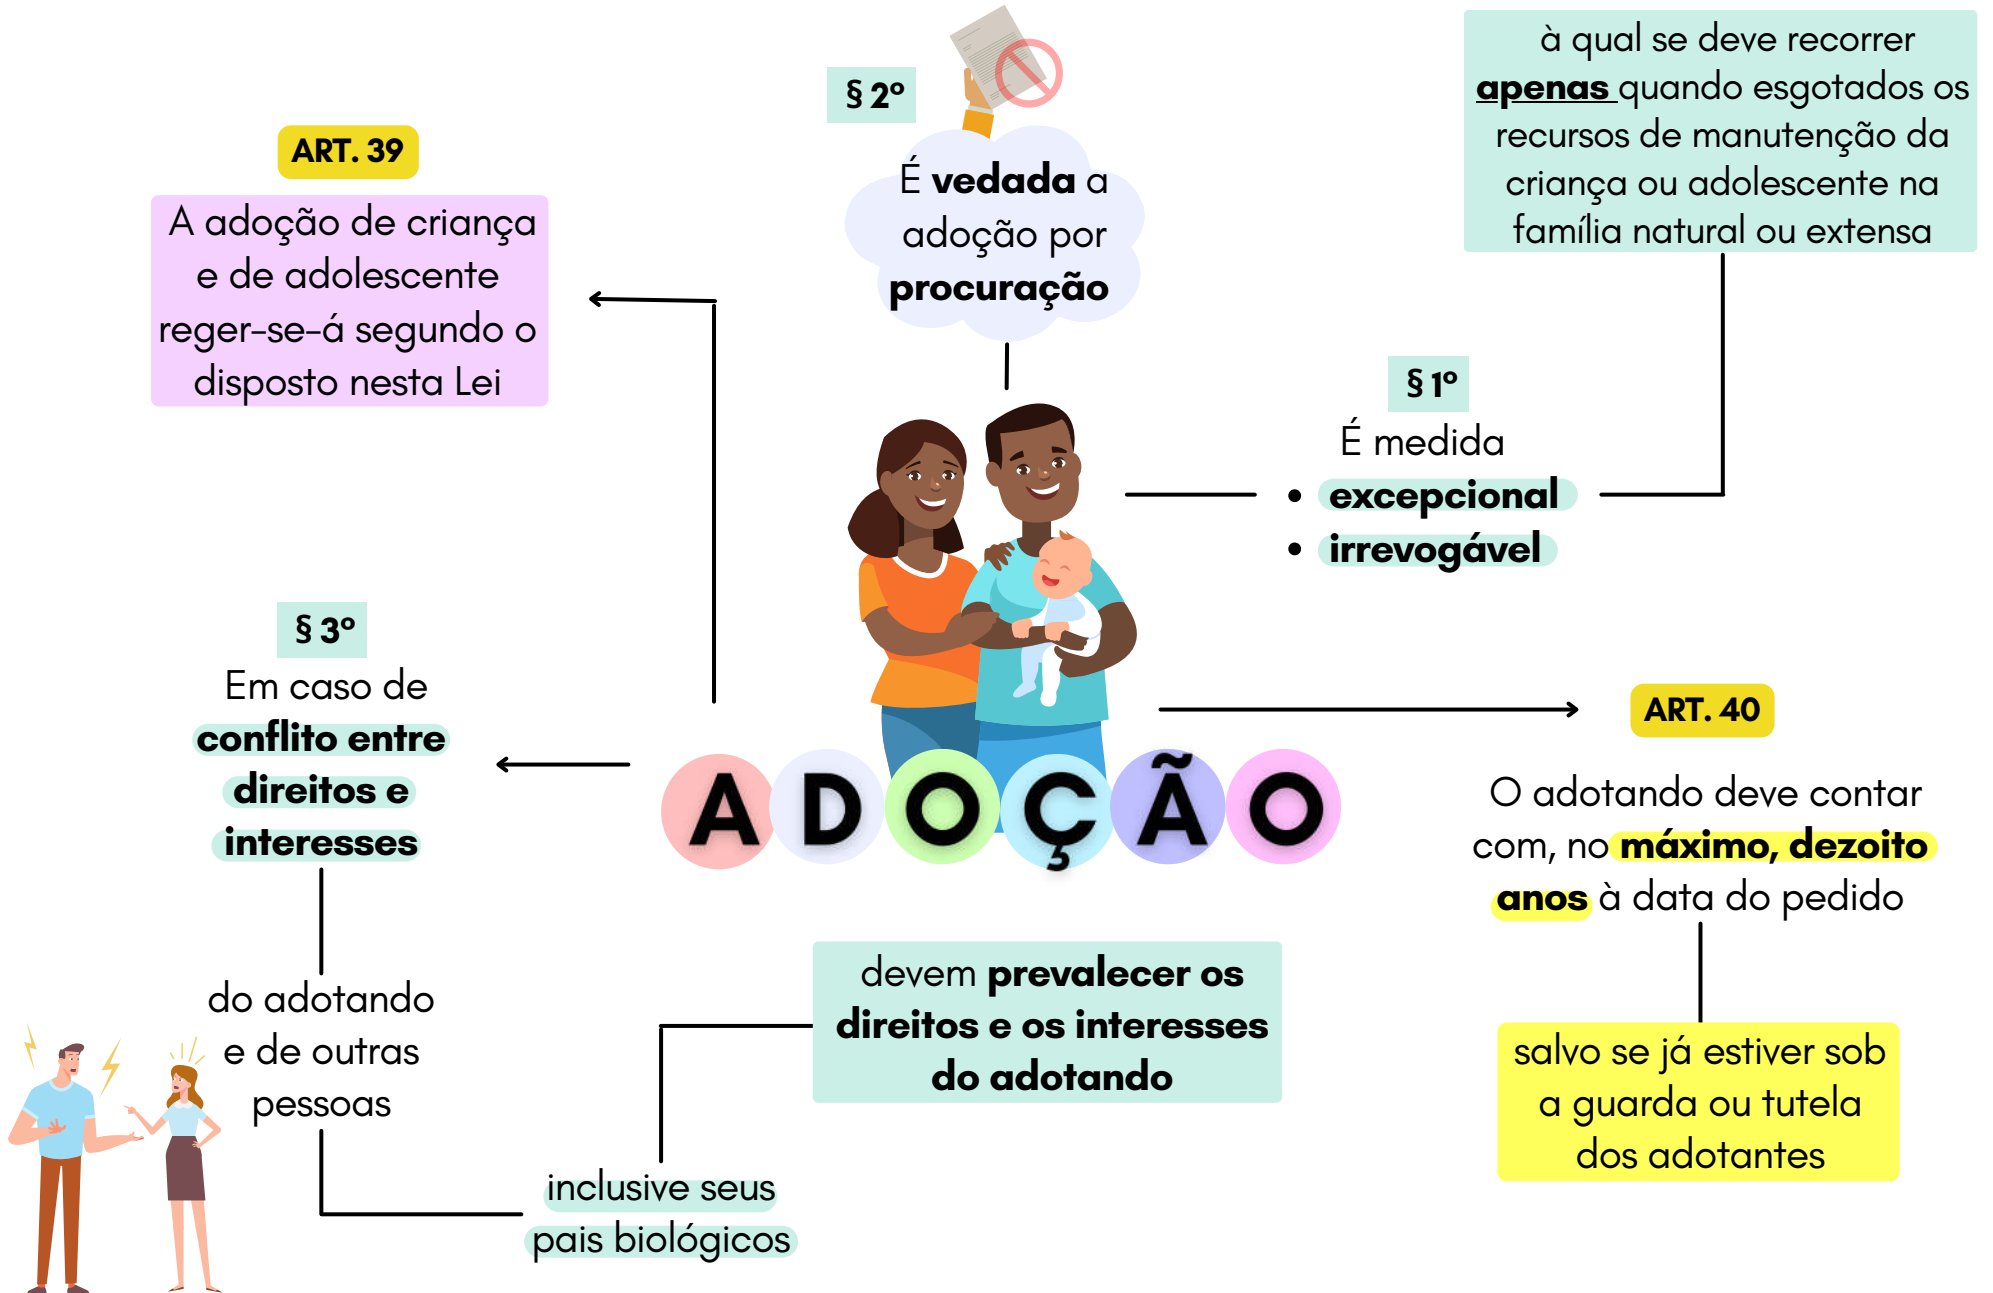 ART. 39
A adoção de criança
e de adolescente
reger-se-á segundo o
disposto nesta Lei
§ 2º
É vedada a
adoção por
procuração
§ 1º
É medida
• excepcional
• irrevogável
à qual se deve recorrer
apenas quando esgotados os
recursos de manutenção da
criança ou adolescente na
família natural ou extensa
ADOÇÃO
§ 3º
Em caso de
conflito entre
direitos e
interesses
do adotando
e de outras
pessoas
inclusive seus
pais biológicos
devem prevalecer os
direitos e os interesses
do adotando
ART. 40
O adotando deve contar
com, no máximo, dezoito
anos à data do pedido
salvo se já estiver sob
a guarda ou tutela
dos adotantes